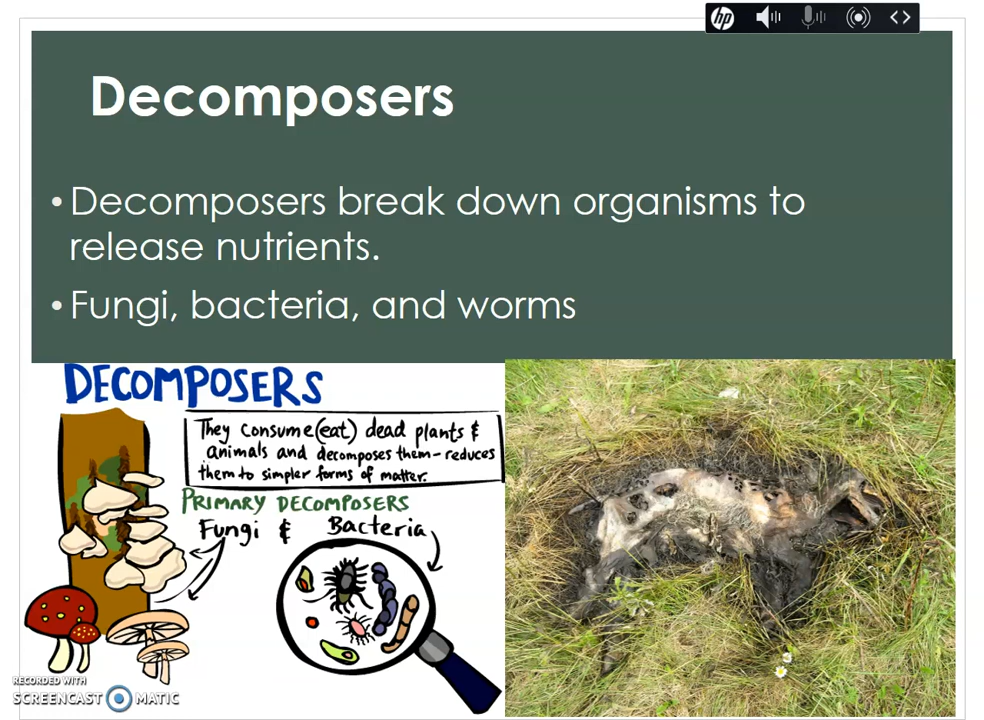 hp
Decomposers
• Decomposers break down organisms to
release nutrients.
• Fungi, bacteria, and worms
DECOMPOSERS
They consume (eat) dead plants &
animals and decomposes them - reduces
them to simpler forms of matter.
PRIMARY DECOMPOSERS
Fungi & Bacteria
RECORDED WITH
SCREENCAST MATIC